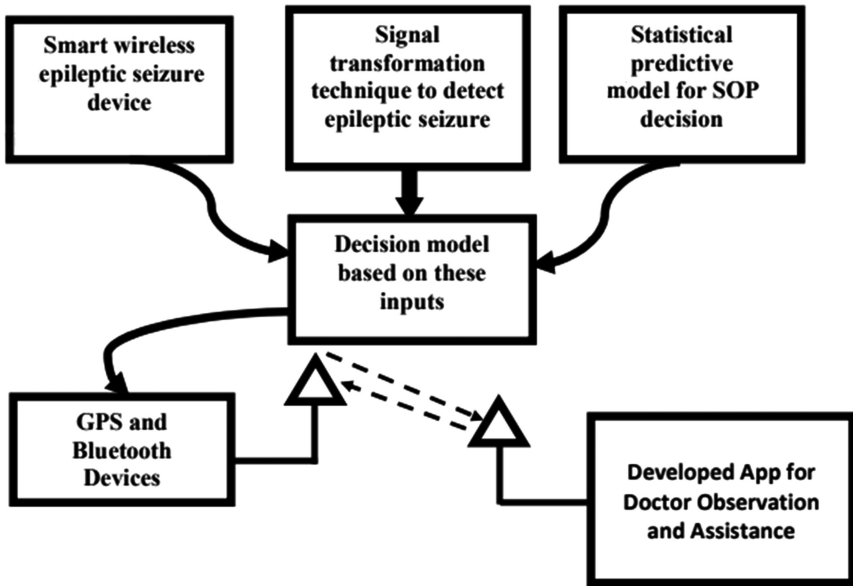 Smart wireless
epileptic seizure
device
Signal
transformation
technique to detect
epileptic seizure
Statistical
predictive
model for SOP
decision
Decision model
based on these
inputs
GPS and
Bluetooth
Devices
Developed App for
Doctor Observation
and Assistance